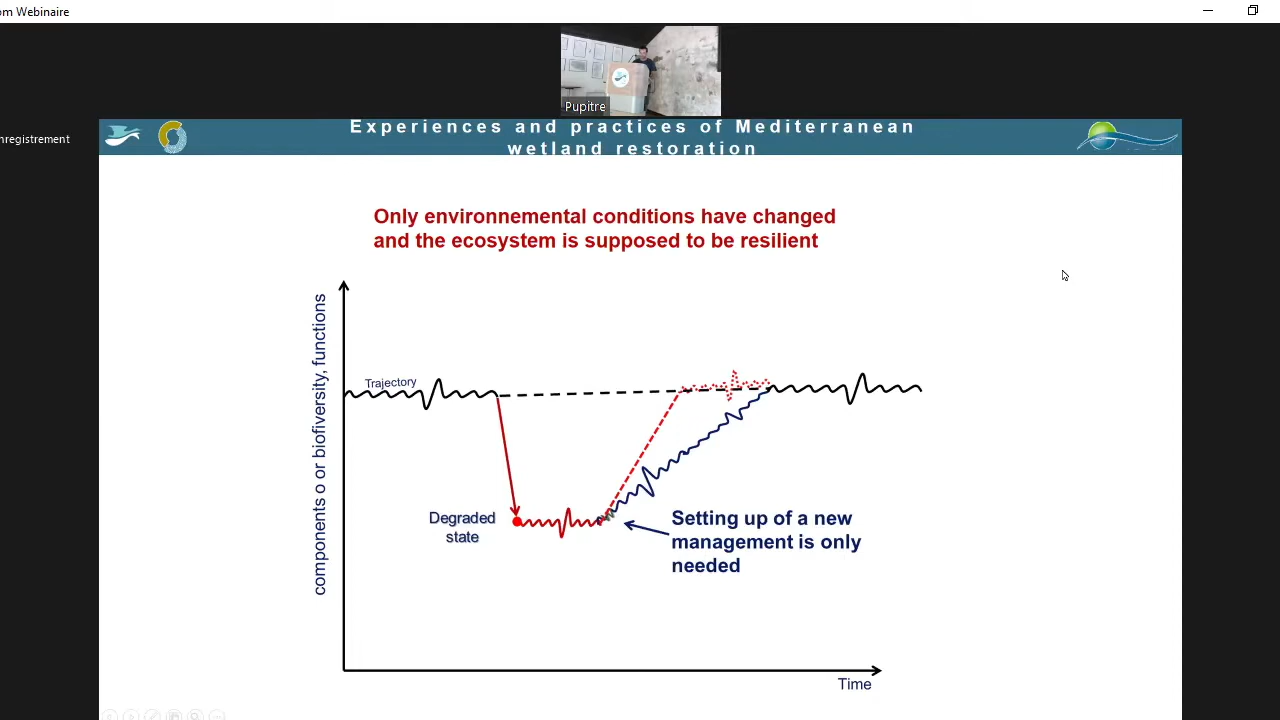 om Webinaire
Pupitre
nregistrement
Experiences and practices of Mediterranean
wetland restoration
Only environnemental conditions have changed
and the ecosystem is supposed to be resilient
components o or biofiversity, functions
Trajectory
Degraded
state
Setting up of a new
management is only
needed
Time